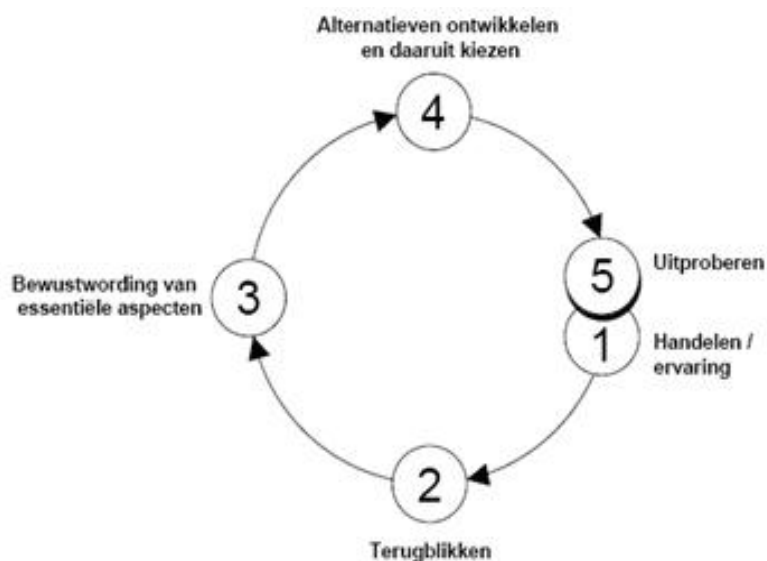 Alternatieven ontwikkelen
en daaruit kiezen
4
5
Uitproberen
Bewustwording van
essentiële aspecten
3
1
Handelen /
ervaring
2
Terugblikken